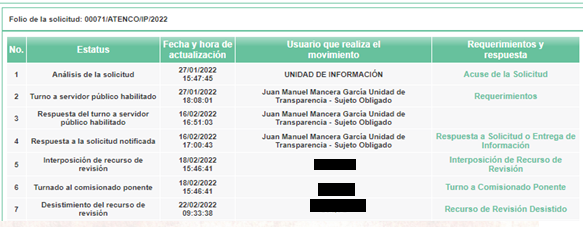 Folio de la solicitud: 00071/ATENCO/IP/2022
No. Estatus Fecha y hora de actualización Usuario que realiza el movimiento Requerimientos y respuesta
1 Análisis de la solicitud 27/01/2022 15:47:45 UNIDAD DE INFORMACIÓN Acuse de la Solicitud
2 Turno a servidor público habilitado 27/01/2022 18:08:01 Juan Manuel Mancera García Unidad de Transparencia - Sujeto Obligado Requerimientos
3 Respuesta del turno a servidor público habilitado 16/02/2022 16:51:03 Juan Manuel Mancera García Unidad de Transparencia - Sujeto Obligado
4 Respuesta a la solicitud notificada 16/02/2022 17:00:43 Juan Manuel Mancera García Unidad de Transparencia - Sujeto Obligado Respuesta a Solicitud o Entrega de Información
5 Interposición de recurso de revisión 18/02/2022 15:46:41 Interposición de Recurso de Revisión
6 Turnado al comisionado ponente 18/02/2022 15:46:41 Turno a Comisionado Ponente
7 Desistimiento del recurso de revisión 22/02/2022 09:33:38 Recurso de Revisión Desistido